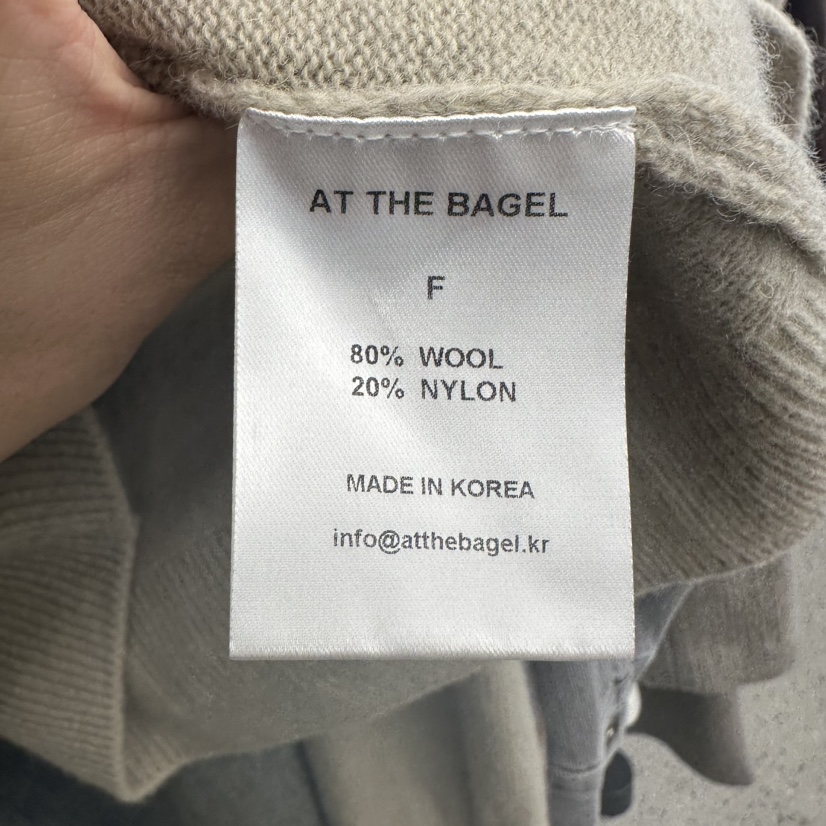 AT THE BAGEL
F
80% WOOL
20% NYLON
MADE IN KOREA
info@atthebagel.kr